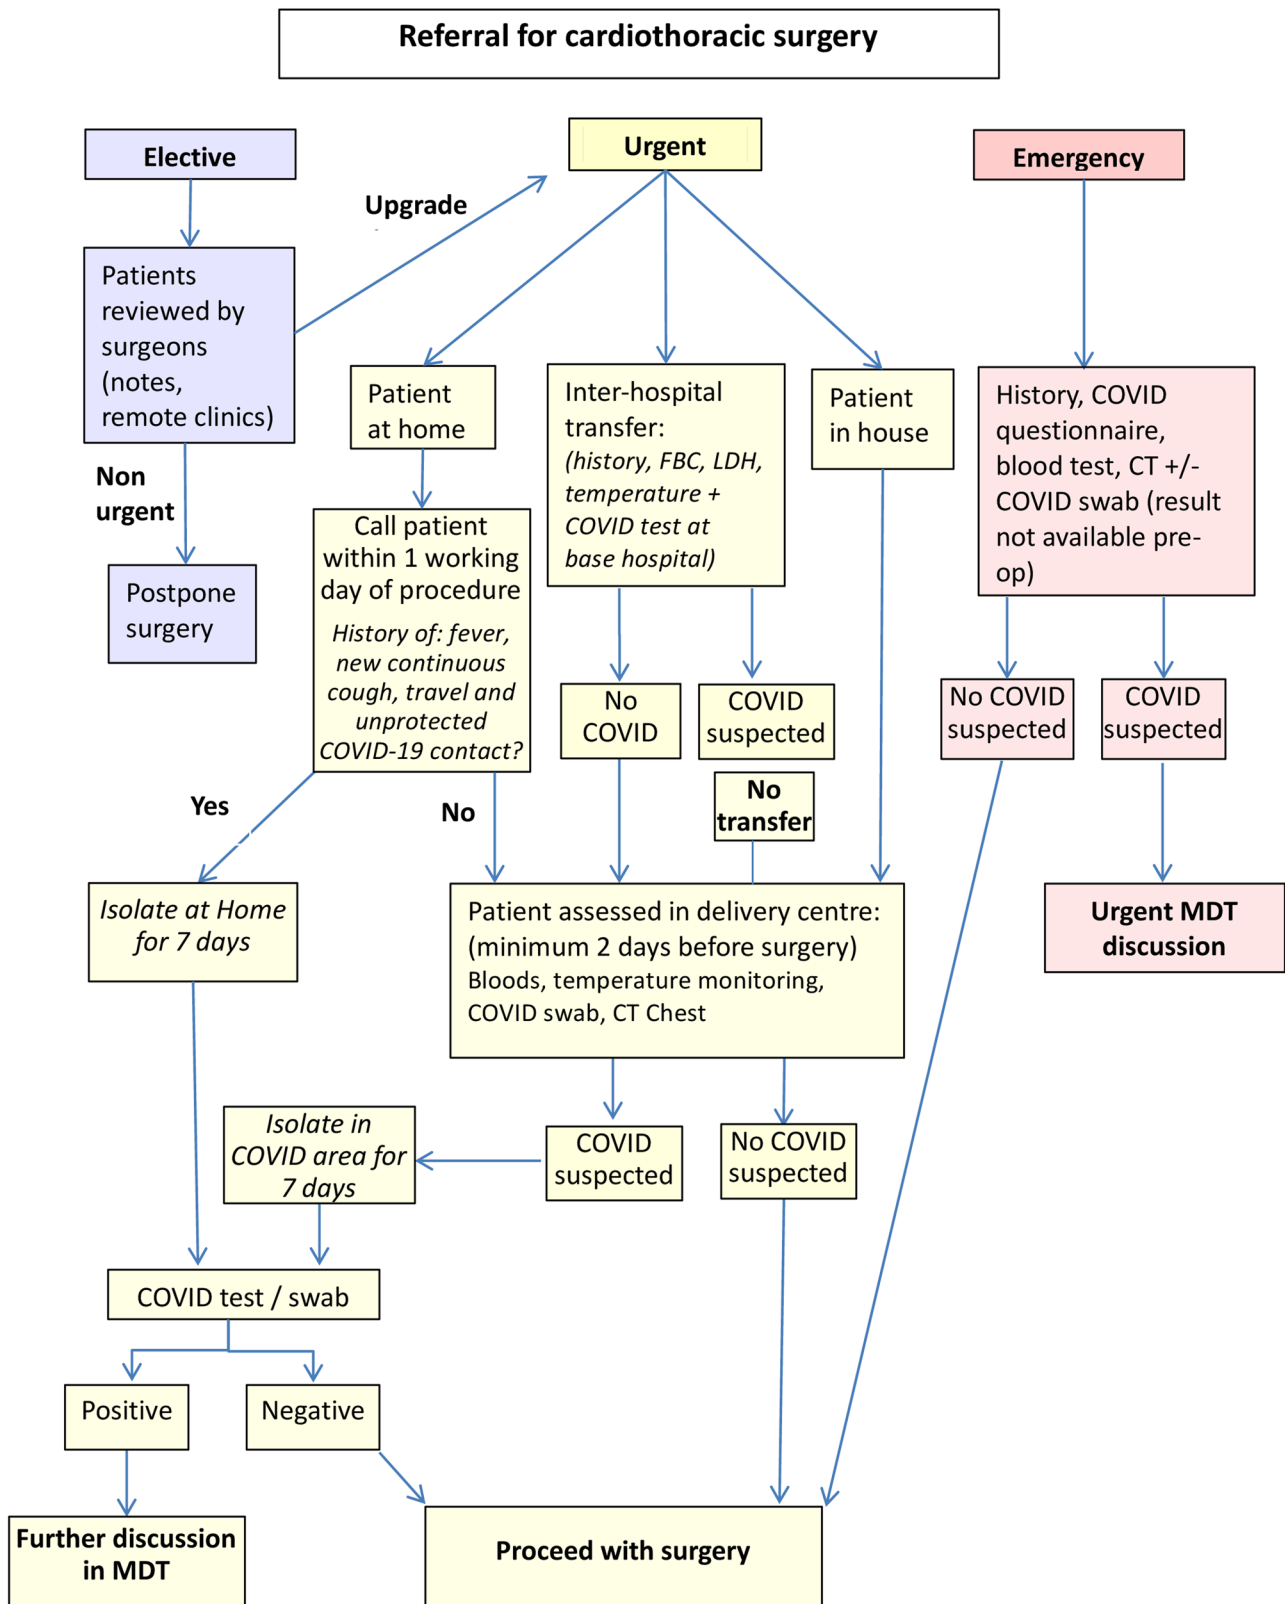 Referral for cardiothoracic surgery
Elective
Urgent
Emergency
Upgrade
Patients
reviewed by
surgeons
(notes,
remote clinics)
Non
urgent
Postpone
surgery
Patient
at home
Call patient
within 1 working
day of procedure
History of: fever,
new continuous
cough, travel and
unprotected
COVID-19 contact?
Inter-hospital
transfer:
(history, FBC, LDH,
temperature +
COVID test at
base hospital)
Patient
in house
History, COVID
questionnaire,
blood test, CT +/-
COVID swab (result
not available pre-
op)
No
COVID
COVID
suspected
No COVID
suspected
COVID
suspected
No
transfer
Yes
No
Isolate at Home
for 7 days
Patient assessed in delivery centre:
(minimum 2 days before surgery)
Bloods, temperature monitoring,
COVID swab, CT Chest
Urgent MDT
discussion
Isolate in
COVID area for
7 days
COVID
suspected
No COVID
suspected
COVID test / swab
Positive
Negative
Further discussion
in MDT
Proceed with surgery